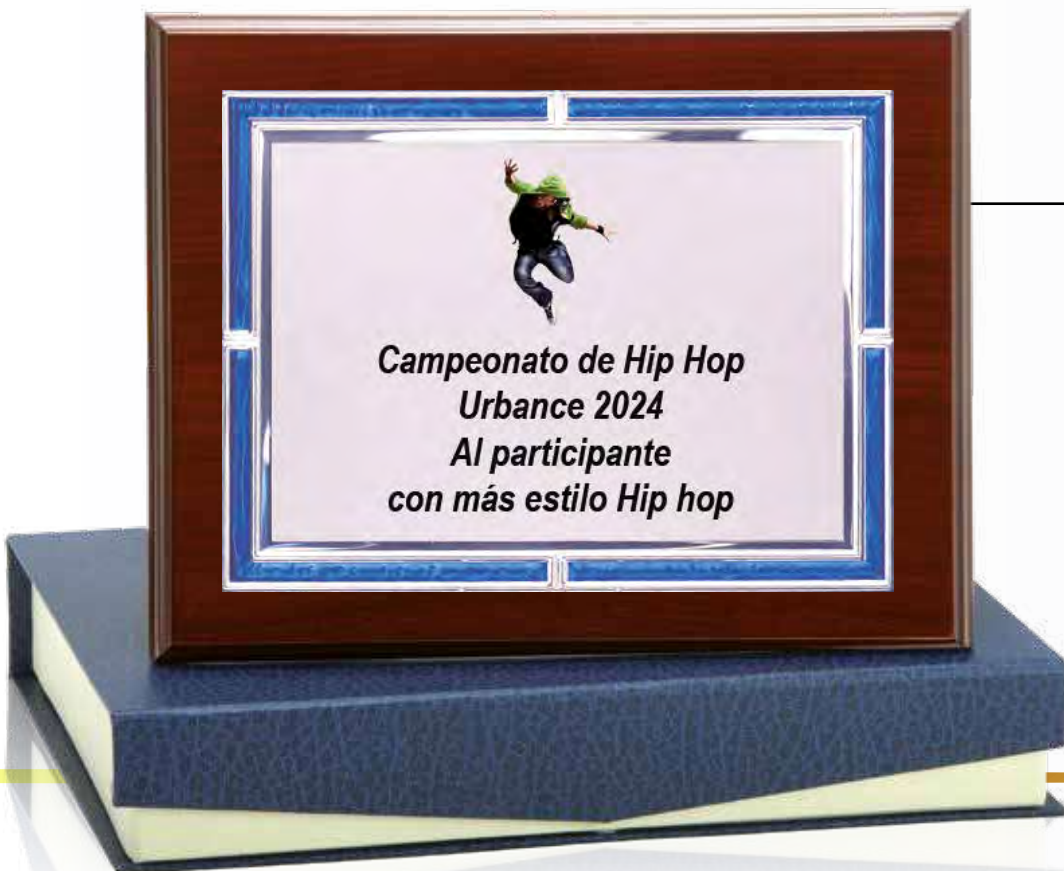 Campeonato de Hip Hop
Urbance 2024
Al participante
con más estilo Hip hop